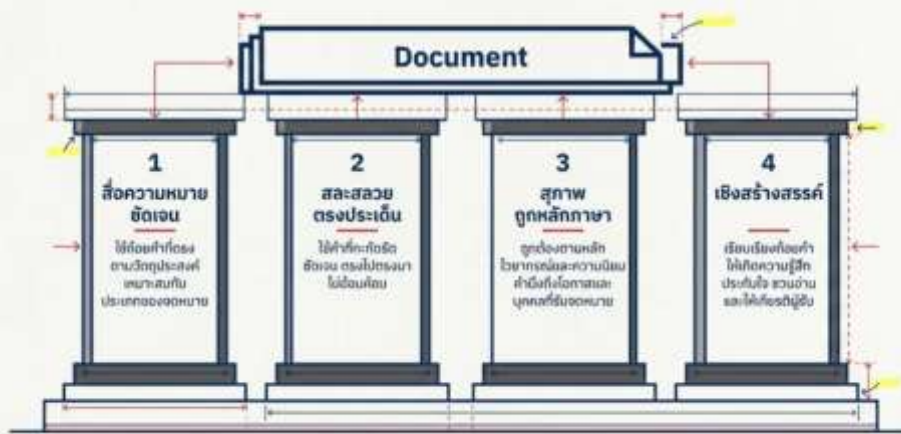 Document
1
สื่อความหมาย
ชัดเจน
ใช้ถ้อยคำที่ตรง
ตามวัตถุประสงค์
เหมาะสมกับ
ประเภทของจดหมาย
2
สละสลวย
ตรงประเด็น
ใช้คำที่กะทัดรัด
ชัดเจน ตรงไปตรงมา
ไม่อ้อมค้อม
3
สุภาพ
ถูกหลักภาษา
ถูกต้องตามหลัก
ไวยากรณ์และความนิยม
คำนึงถึงโอกาสและ
บุคคลที่รับจดหมาย
4
เชิงสร้างสรรค์
เรียบเรียงถ้อยคำ
ให้เกิดความรู้สึก
ประทับใจ ชวนอ่าน
และให้เกียรติผู้รับ